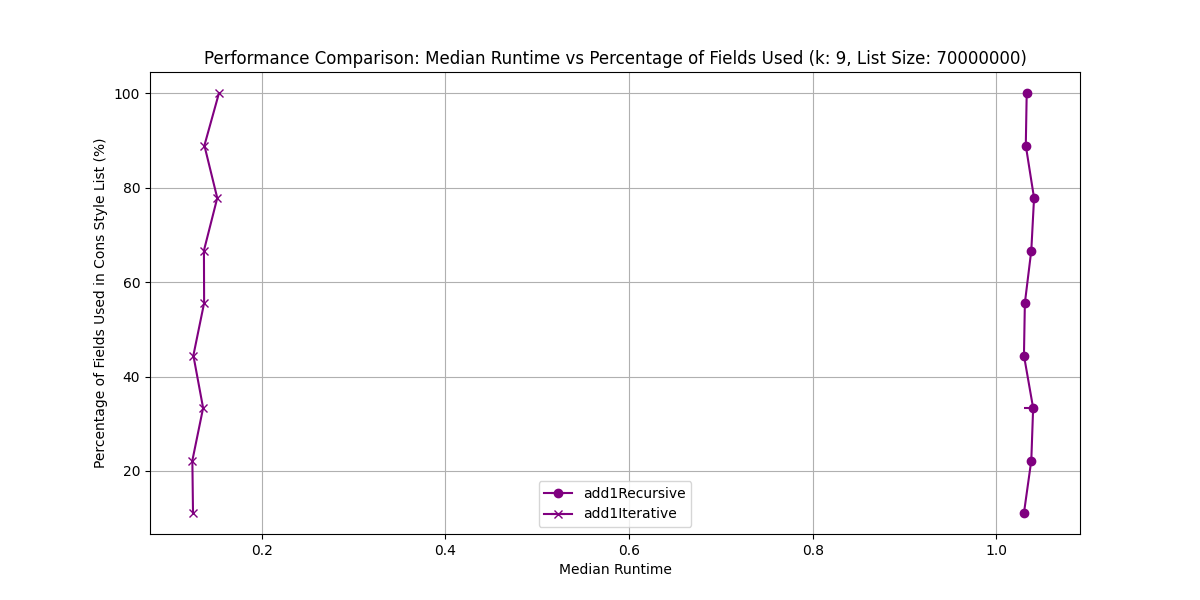 Performance Comparison: Median Runtime vs Percentage of Fields Used (k: 9, List Size: 70000000)
Percentage of Fields Used in Cons Style List (%)
100
80
60
40
20
add1Recursive
add1Iterative
0.2 0.4 0.6 0.8 1.0
Median Runtime